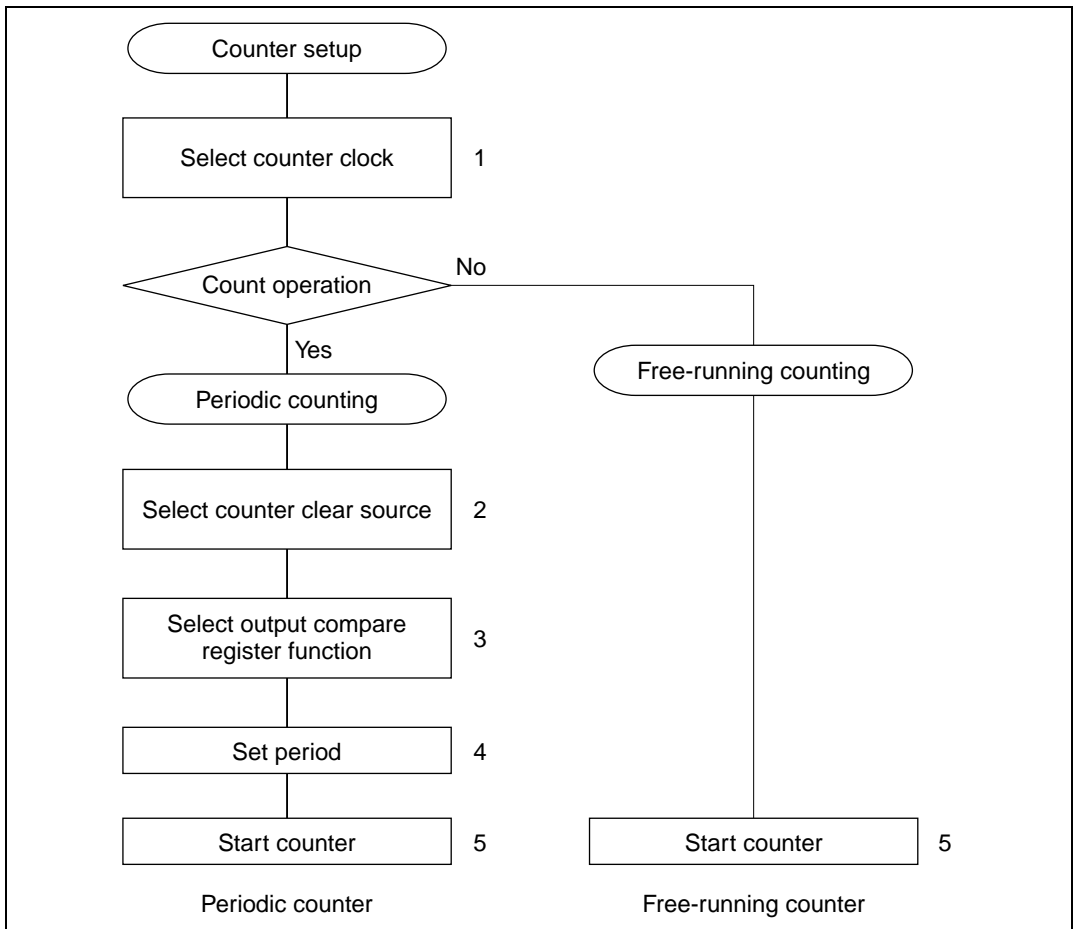 Counter setup
Select counter clock
1
Count operation
No
Yes
Free-running counting
Periodic counting
Select counter clear source
2
Select output compare
register function
3
Set period
4
Start counter
5
Start counter
5
Periodic counter
Free-running counter